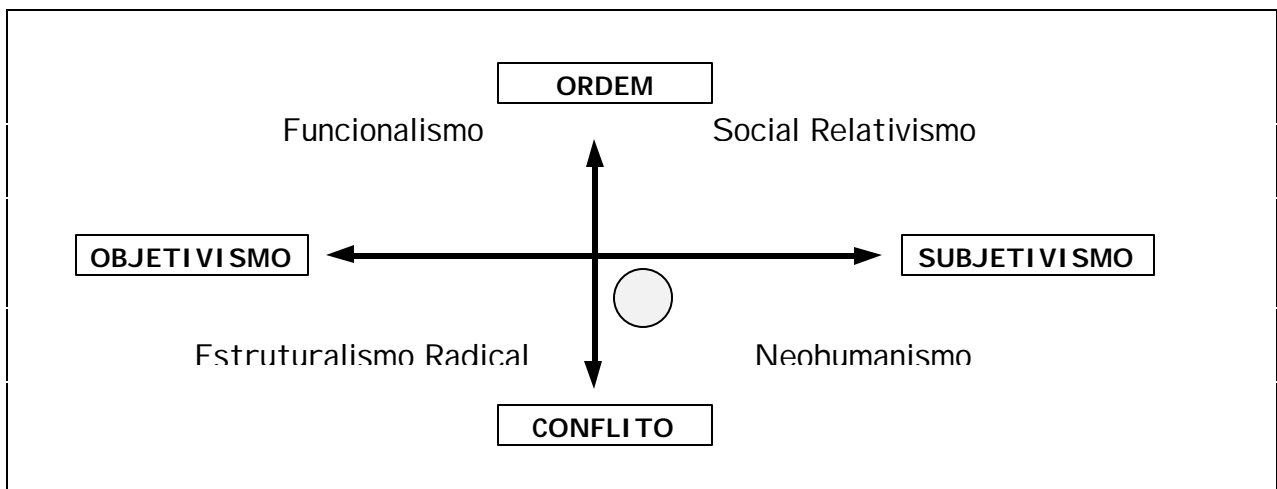 ORDEM
Funcionalismo Social Relativismo
OBJETIVISMO SUBJETIVISMO
Estruturalismo Radical Neohumanismo
CONFLITO